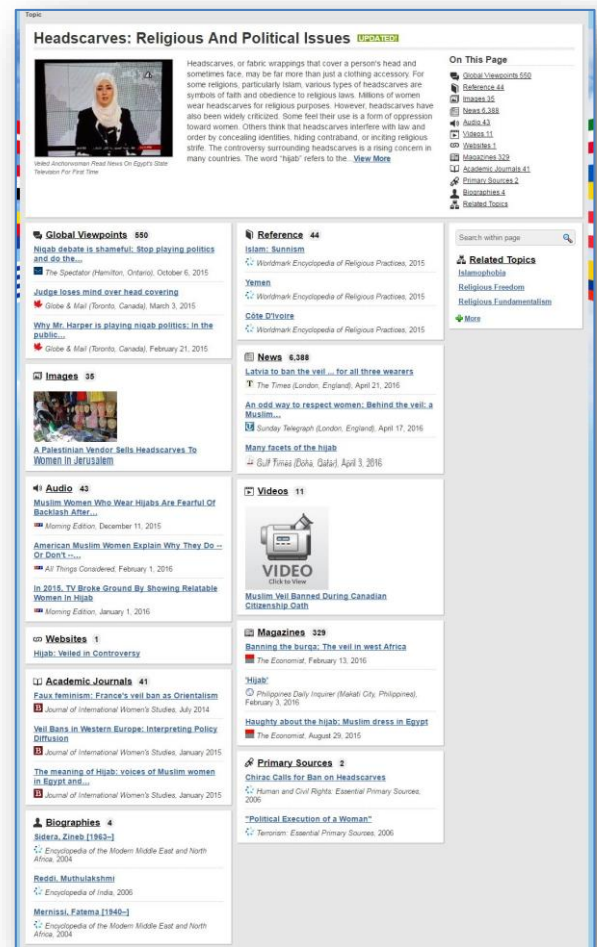 Topic
Headscarves: Religious And Political Issues UPDATED!
Headscarves, or fabric wrappings that cover a person's head and
sometimes face, may be far more than just a clothing accessory. For
some religions, particularly Islam, various types of headscarves are
symbols of faith and obedience to religious laws. Millions of women
wear headscarves for religious purposes. However, headscarves have
also been widely criticized. Some feel their use is a form of oppression
toward women. Others think that headscarves interfere with law and
order by concealing identities, hiding contraband, or inciting religious
strife. The controversy surrounding headscarves is a rising concern in
many countries. The word "hijab" refers to the...View More
Veiled Anchorwoman Read News On Egypt's State
Television For First Time
On This Page
Global Viewpoints 550
Reference 44
Images 35
News 6,388
Audio 43
Videos 11
Websites 1
Magazines 329
Academic Journals 41
Primary Sources 2
Biographies 4
Related Topics
Global Viewpoints 550
Niqab debate is shameful; Stop playing politics
and do the...
The Spectator (Hamilton, Ontario), October 6, 2015
Judge loses mind over head covering
Globe & Mail (Toronto, Canada), March 3, 2015
Why Mr. Harper is playing niqab politics; In the
public...
Globe & Mail (Toronto, Canada), February 21, 2015
Images 35
A Palestinian Vendor Sells Headscarves To
Women In Jerusalem
Audio 43
Muslim Women Who Wear Hijabs Are Fearful Of
Backlash After...
Morning Edition, December 11, 2015
American Muslim Women Explain Why They Do --
Or Don't --...
All Things Considered, February 1, 2016
In 2015, TV Broke Ground By Showing Relatable
Women In Hijab
Morning Edition, January 1, 2016
Websites 1
Hijab: Veiled in Controversy
Academic Journals 41
Faux feminism: France's veil ban as Orientalism
Journal of International Women's Studies, July 2014
Veil Bans in Western Europe: Interpreting Policy
Diffusion
Journal of International Women's Studies, January 2015
The meaning of Hijab: voices of Muslim women
in Egypt and...
Journal of International Women's Studies, January 2015
Biographies 4
Sidera, Zineb [1963–]
Encyclopedia of the Modern Middle East and North
Africa, 2004
Reddi, Muthulakshmi
Encyclopedia of India, 2006
Mernissi, Fatema [1940–]
Encyclopedia of the Modern Middle East and North
Africa, 2004
Reference 44
Islam: Sunnism
Worldmark Encyclopedia of Religious Practices, 2015
Yemen
Worldmark Encyclopedia of Religious Practices, 2015
Côte D'Ivoire
Worldmark Encyclopedia of Religious Practices, 2015
News 6,388
Latvia to ban the veil ... for all three wearers
The Times (London, England), April 21, 2016
An odd way to respect women; Behind the veil: a
Muslim...
Sunday Telegraph (London, England), April 17, 2016
Many facets of the hijab
Gulf Times (Doha, Qatar), April 3, 2016
Videos 11
VIDEO
Click to View
Muslim Veil Banned During Canadian
Citizenship Oath
Magazines 329
Banning the burqa; The veil in west Africa
The Economist, February 13, 2016
'Hijab'
Philippines Daily Inquirer (Makati City, Philippines),
February 3, 2016
Haughty about the hijab; Muslim dress in Egypt
The Economist, August 29, 2015
Primary Sources 2
Chirac Calls for Ban on Headscarves
Human and Civil Rights: Essential Primary Sources,
2006
"Political Execution of a Woman"
Terrorism: Essential Primary Sources, 2006
Search within page
Related Topics
Islamophobia
Religious Freedom
Religious Fundamentalism
More